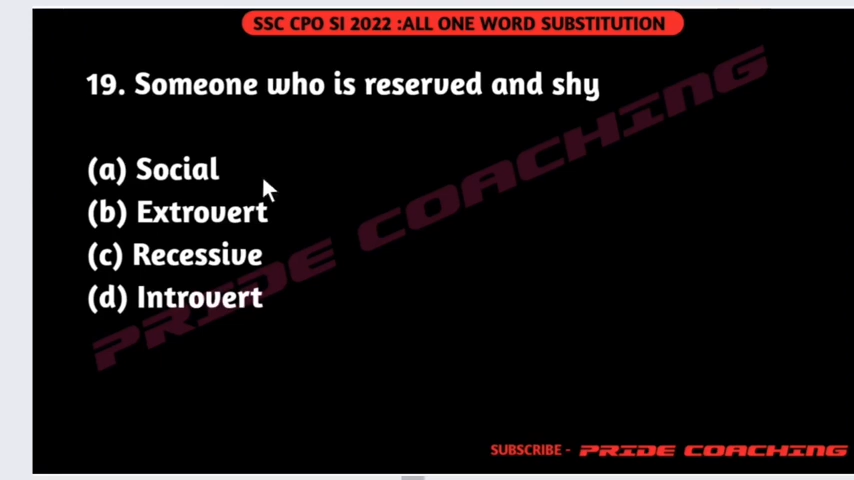 SSC CPO SI 2022 :ALL ONE WORD SUBSTITUTION
19. Someone who is reserved and shy
(a) Social
(b) Extrovert
(c) Recessive
(d) Introvert
PRIDE COACHING
SUBSCRIBE - PRIDE COACHING